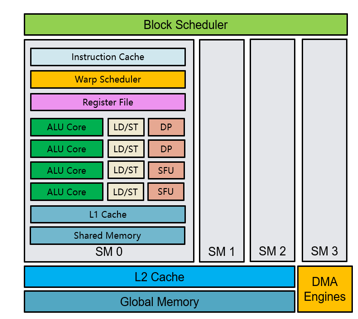 Block Scheduler
Instruction Cache
Warp Scheduler
Register File
ALU Core LD/ST DP
ALU Core LD/ST DP
ALU Core LD/ST SFU
ALU Core LD/ST SFU
L1 Cache
Shared Memory
SM 0 SM 1 SM 2 SM 3
L2 Cache
Global Memory
DMA
Engines